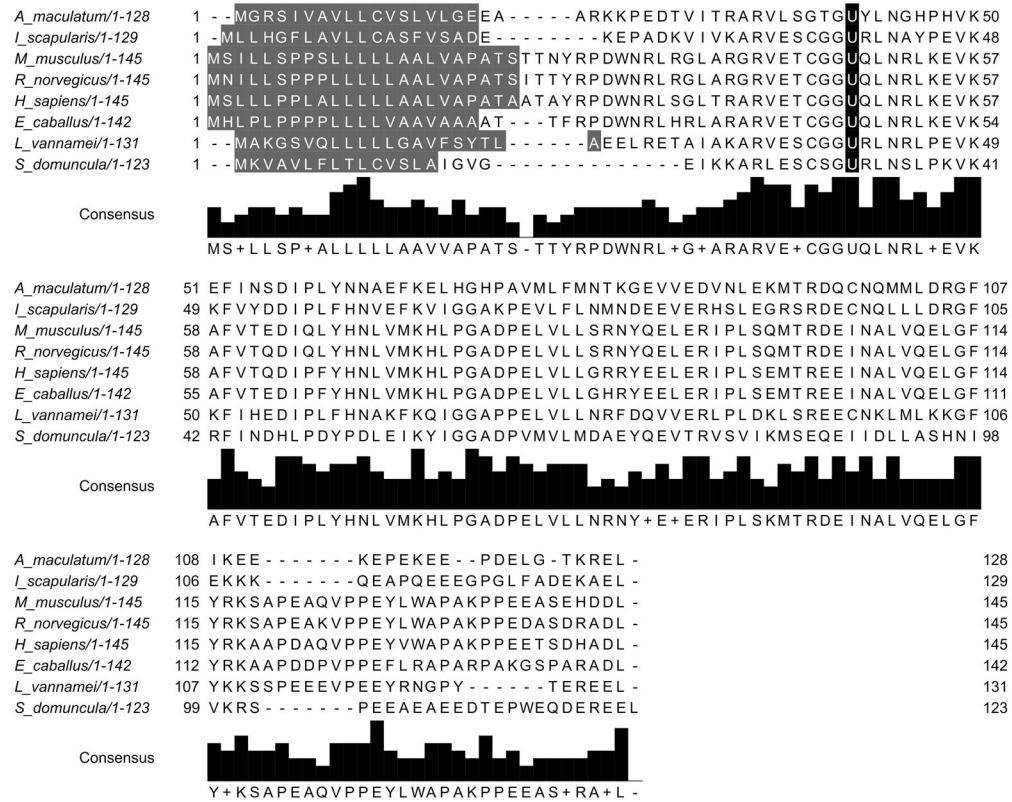 A_maculatum/1-128 1 --MGRSIVAVLLCVSLVLGEEA-----ARKKPEDTVITRARVLSGTGUYLNGHPHVK 50
I_scapularis/1-129 1 -MLLHGFLAVLLCASFVSADE--------KEPADKVIVRARVESCGGURLNAYPEVK 48
M_musculus/1-145 1 MSILLSPPSLLLLLAALVAPATSTTNYRPDWNRLRGLARGRVETCGGUQLNRLKEVK 57
R_norvegicus/1-145 1 MNILLSPPPLLLLLAALVAPATSITTYRPDWNRLRGLARGRVETCGGUQLNRLKEVK 57
H_sapiens/1-145 1 MSLLLPPLALLLLLAALVAPATAATAYRPDWNRLSGLTRARVETCGGUQLNRLKEVK 57
E_caballus/1-142 1 MHLPLPPPPLLLLLVAAVAAAAT---TFRPDWNRLHRLARARVETCGGUQLNRLKEVK 54
L_vannamei/1-131 1 --MAKGSVQLLLLGAVFSYTL------AEELRETAIAKARVESCGGURLNRLPEVK 49
S_domuncula/1-123 1 --MKVAVLFLTLCVSLAIGVG--------------EIKKARLESCSGURLNSLPKVK 41
Consensus
MS+LLSP+ALLLLLAAVVAPATS-TTYRPDWNRL+G+ARARVE+CGGUQLNRL+EVK
A_maculatum/1-128 51 EFINSDIPLYNNAEFKELHGHPAVMLFMNTKGEVVEDVNLEKMTRDQCNQMMLDRGF 107
I_scapularis/1-129 49 KFVYDDIPLFHNVEFKVIGGAKPEVLFLNMNDEEVERHSLEGRSRDECNQLLLDRGF 105
M_musculus/1-145 58 AFVTEDIQLYHNLVMKHLPGADPELVLLSRNYQELERIPLSQMTRDEINALVQELGF 114
R_norvegicus/1-145 58 AFVTQDIQLYHNLVMKHLPGADPELVLLSRNYQELERIPLSQMTRDEINALVQELGF 114
H_sapiens/1-145 58 AFVTQDIPFYHNLVMKHLPGADPELVLLGRRYEELERIPLSEMTREEINALVQELGF 114
E_caballus/1-142 55 AFVTEDIPFYHNLVMKHLPGADPELVLLGHRYEELERIPLSEMTREEINALVQELGF 111
L_vannamei/1-131 50 KFIHEDIPLFHNAKFKQIGGAPPELVLLNRFDQVVERLPLDKLSREECNKLMLKKGF 106
S_domuncula/1-123 42 RFINDHLPDYPDLEIKYIGGADPVMVLMDAEYQEVTRVSVIKMSEQEIIDLLASHNI 98
Consensus
AFVTEDIPLYHNLVMKHLPGADPELVLLNRNY+E+ERIPLSKMTRDEINALVQELGF
A_maculatum/1-128 108 IKEE-------KEPEKEE--PDELG-TKREL- 128
I_scapularis/1-129 106 EKKK-------QEAPQEEEGPGLFADEKAEL- 129
M_musculus/1-145 115 YRKSAPEAQVPPEYLWAPAKPPEEASEHDDL- 145
R_norvegicus/1-145 115 YRKSAPEAKVPPEYLWAPAKPPEDASDRADL- 145
H_sapiens/1-145 115 YRKAAPDAQVPPEYVWAPAKPPEETSDHADL- 145
E_caballus/1-142 112 YRKAAPDDPVPPEFLRAPARPAKGSPARADL- 142
L_vannamei/1-131 107 YKKSSPEEEVPEEYRNGPY------TEREEL- 131
S_domuncula/1-123 99 VKRS-------PEEAEAEEDTEPWEQDEREEL 123
Consensus
Y+KSAPEAQVPPEYLWAPAKPPEEAS+RA+L-